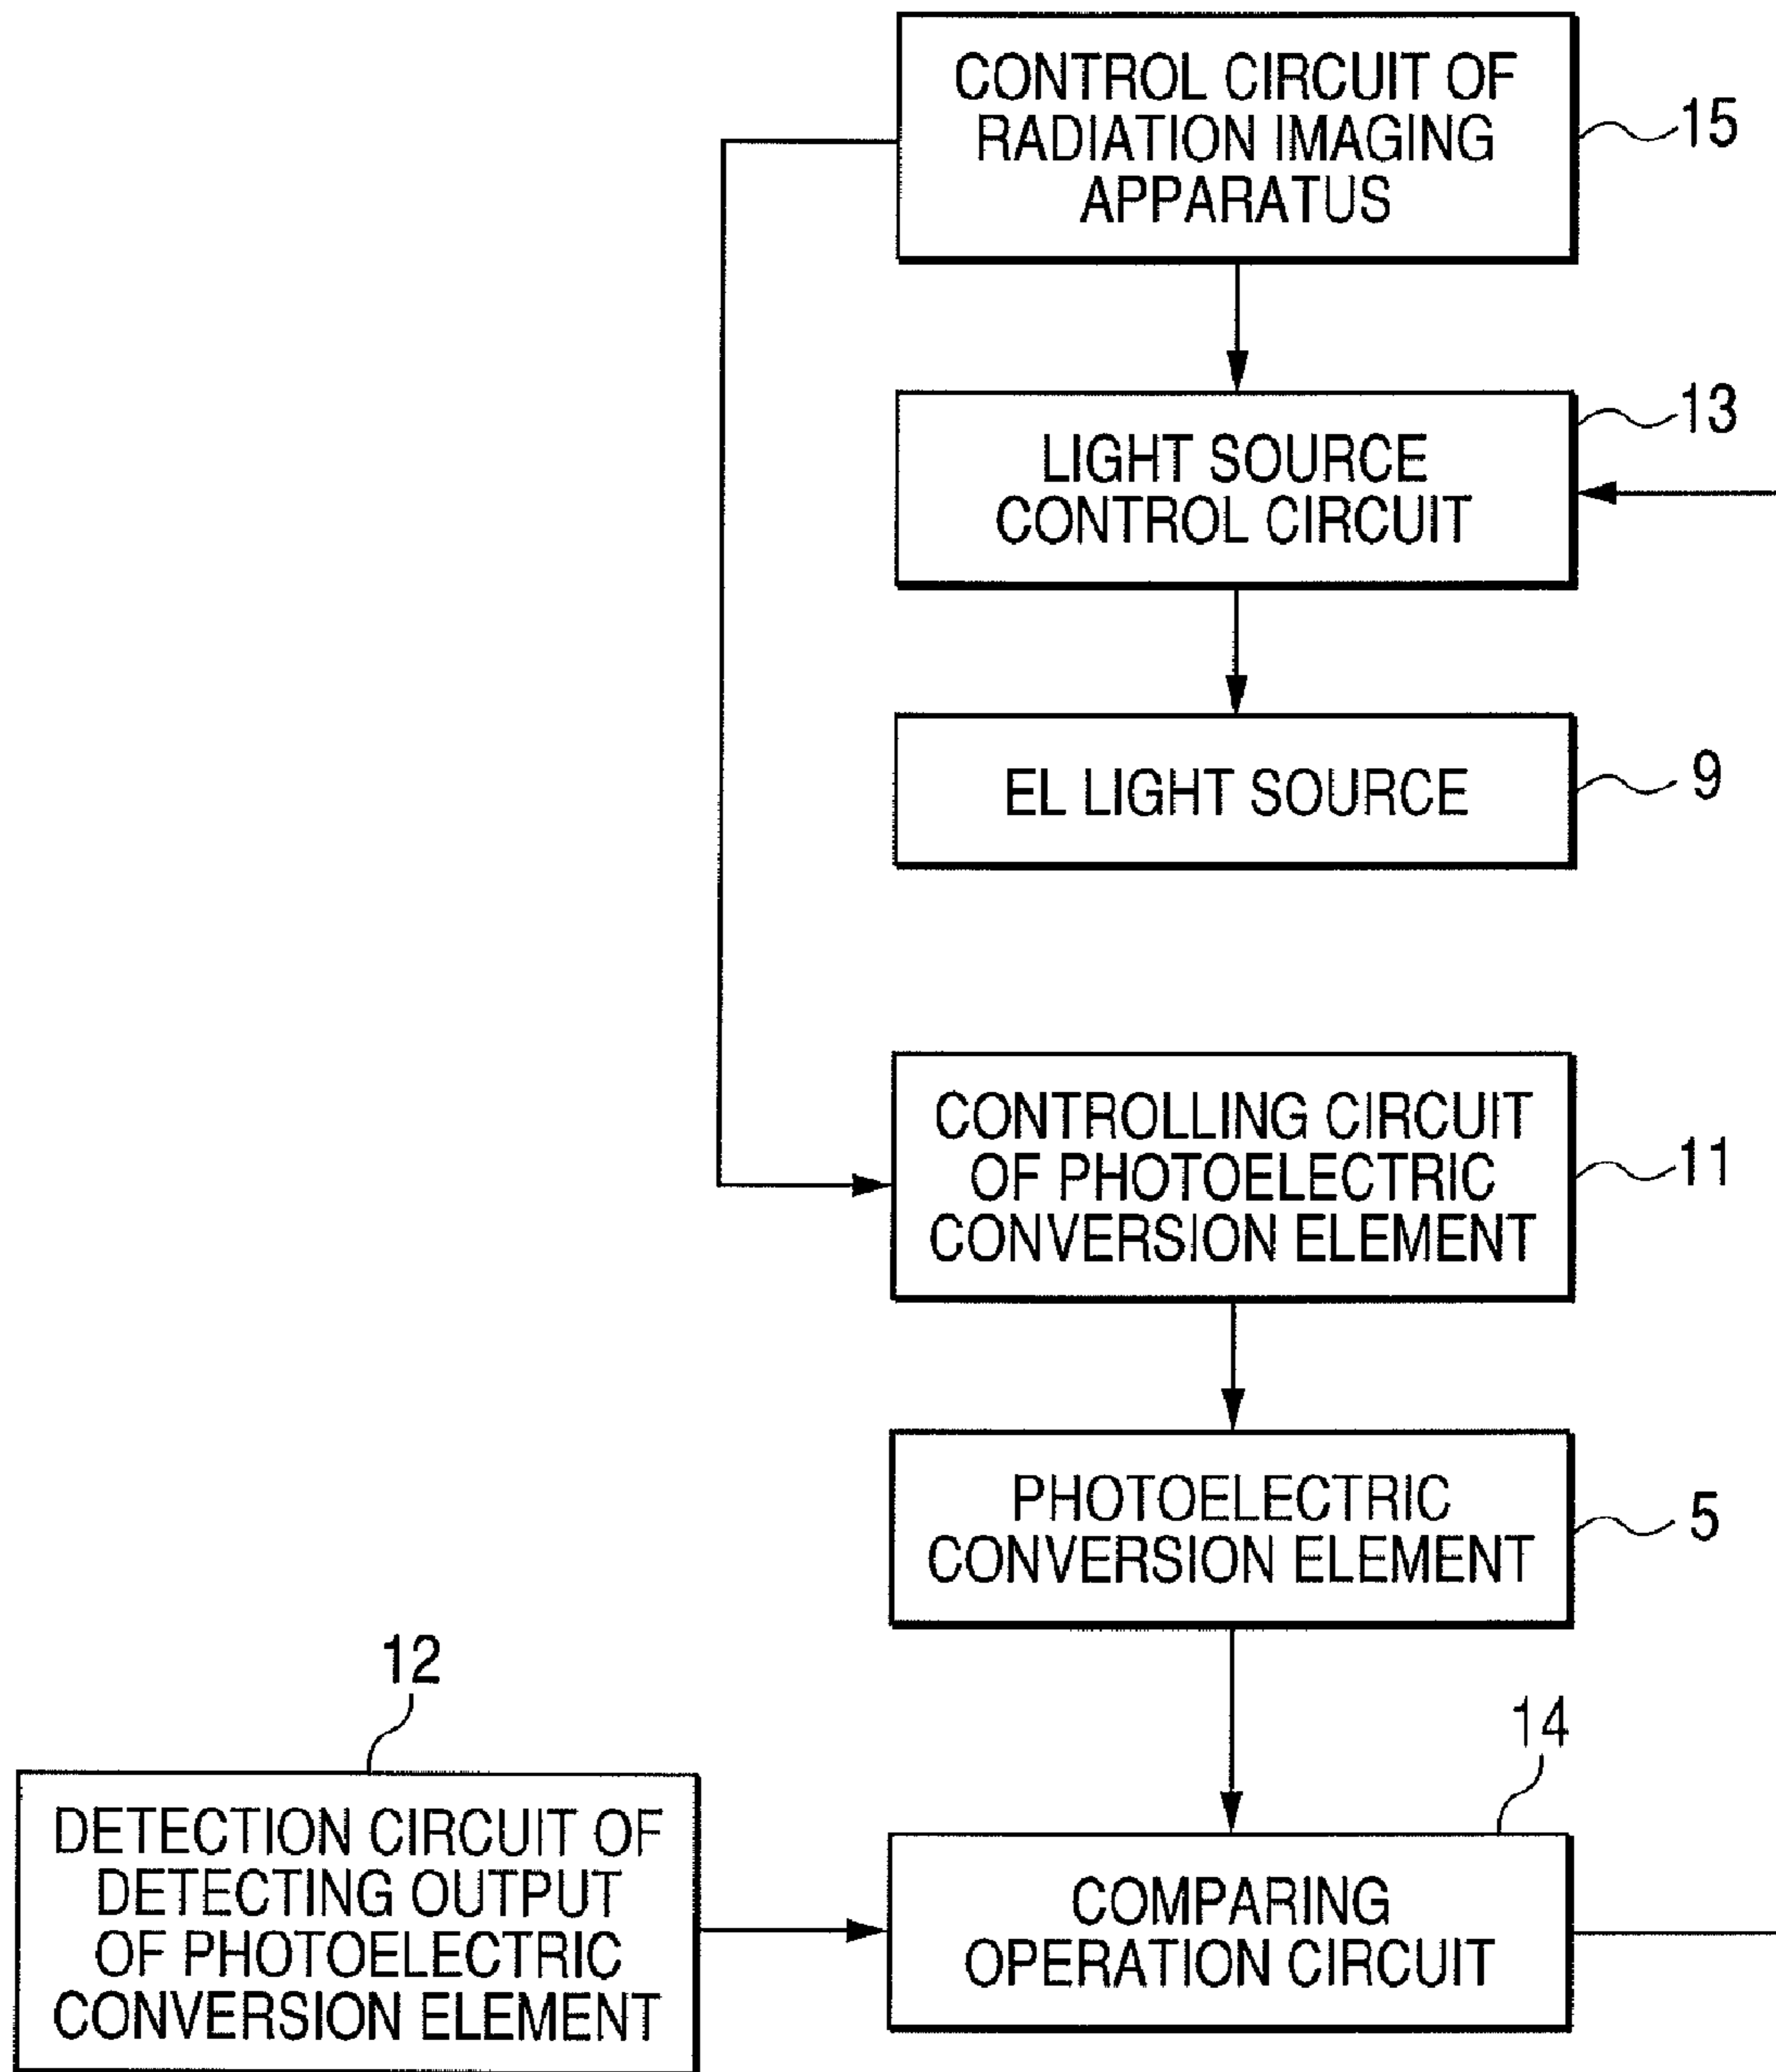 CONTROL CIRCUIT OF
RADIATION IMAGING
APPARATUS
15
LIGHT SOURCE
CONTROL CIRCUIT
13
EL LIGHT SOURCE
9
CONTROLLING CIRCUIT
OF PHOTOELECTRIC
CONVERSION ELEMENT
11
PHOTOELECTRIC
CONVERSION ELEMENT
5
12
DETECTION CIRCUIT OF
DETECTING OUTPUT
OF PHOTOELECTRIC
CONVERSION ELEMENT
14
COMPARING
OPERATION CIRCUIT